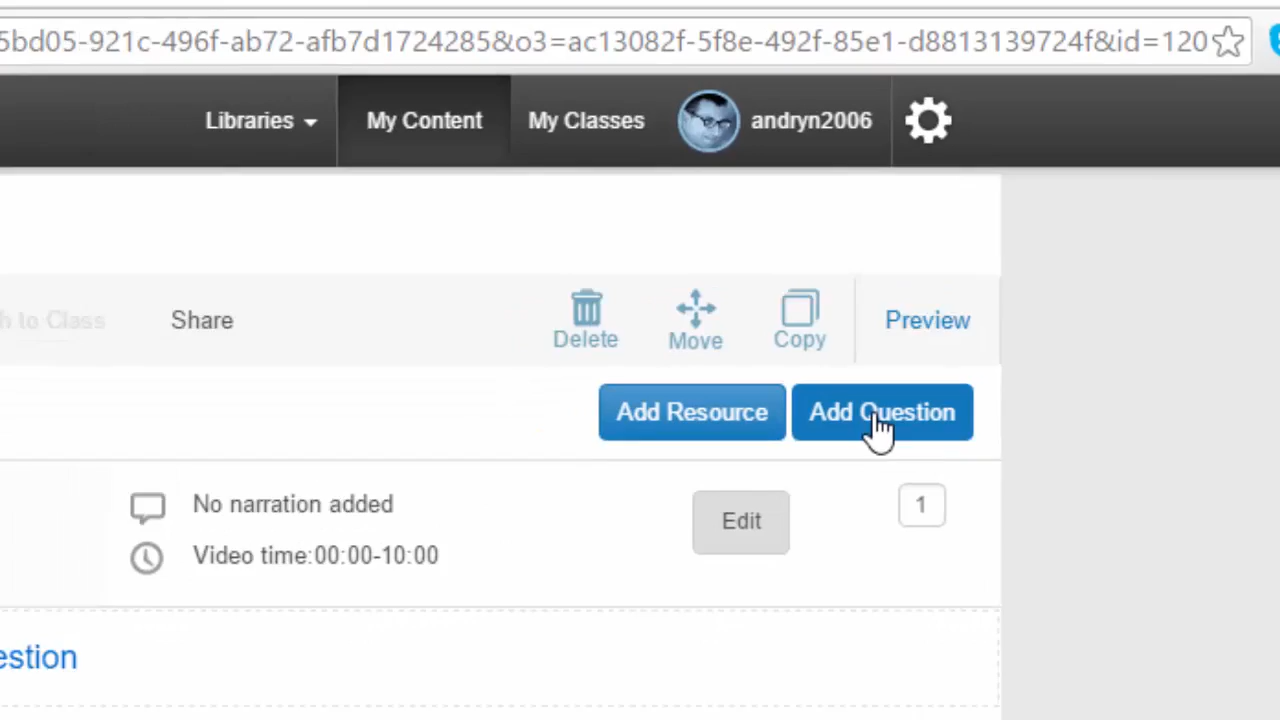 5bd05-921c-496f-ab72-afb7d1724285&o3=ac13082f-5f8e-492f-85e1-d8813139724f&id=120
Libraries My Content My Classes andryn2006
h to Class Share Delete Move Copy Preview
Add Resource Add Question
No narration added Edit 1
Video time:00:00-10:00
estion